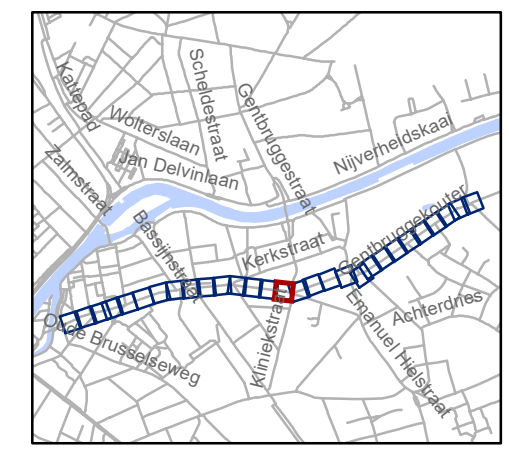 Kattepad
Scheldestraat
Gentbruggestraat
Wolterslaan
Nijverheidskaai
Zalmstraat
Jan Delvinlaan
Bassijnstraat
Kerkstraat
Gentbruggekouter
Achterdries
Oude Brusselseweg
Kliniekstraat
Emanuel Hielstraat